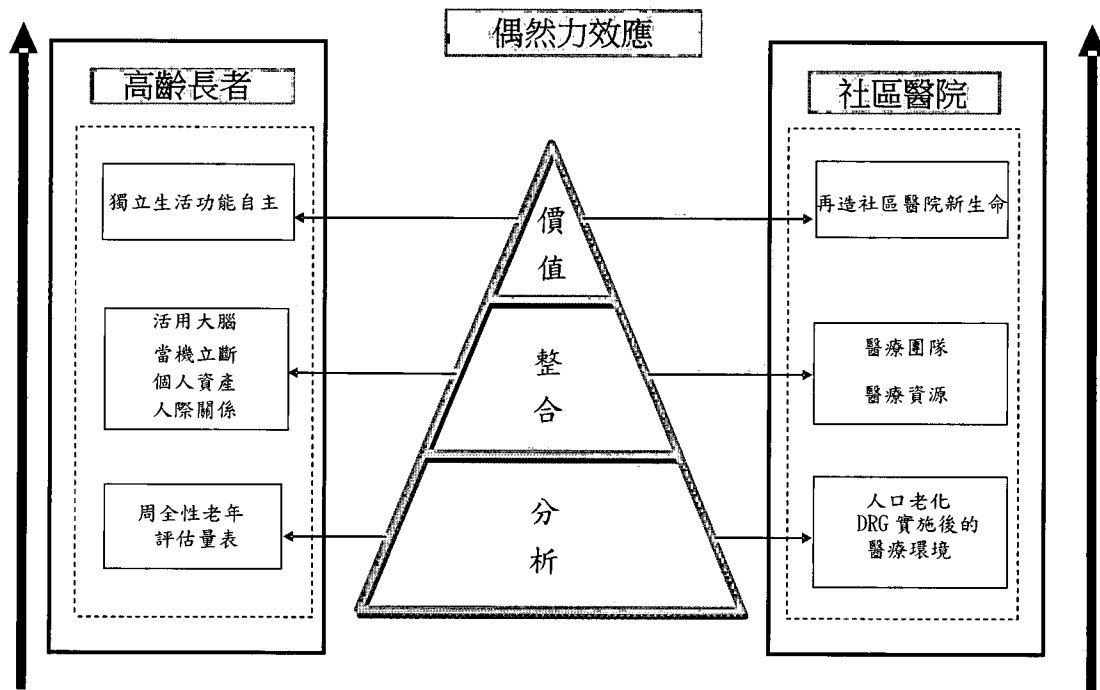 偶然力效應
高齡長者
獨立生活功能自主
活用大腦
當機立斷
個人資產
人際關係
周全性老年
評估量表
價
值
整
合
分
析
社區醫院
再造社區醫院新生命
醫療團隊
醫療資源
人口老化
DRG 實施後的
醫療環境